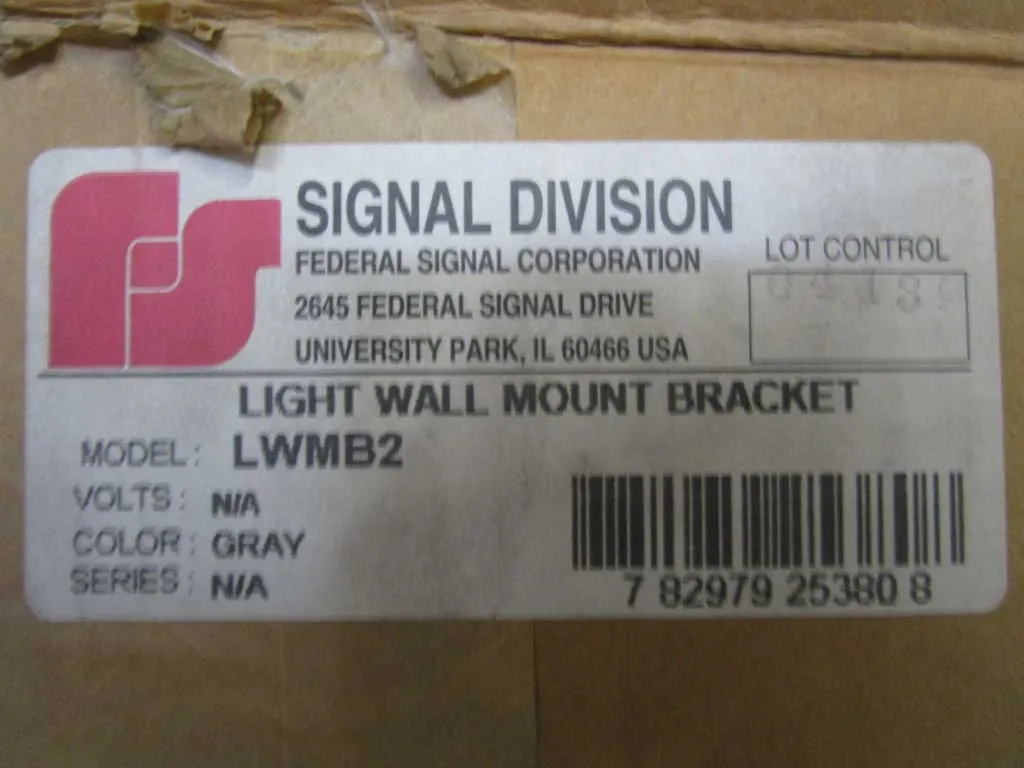 SIGNAL DIVISION
FEDERAL SIGNAL CORPORATION
2645 FEDERAL SIGNAL DRIVE
UNIVERSITY PARK, IL 60466 USA
LOT CONTROL
LIGHT WALL MOUNT BRACKET
MODEL: LWMB2
VOLTS: N/A
COLOR: GRAY
SERIES: N/A
7 82979 25380 8